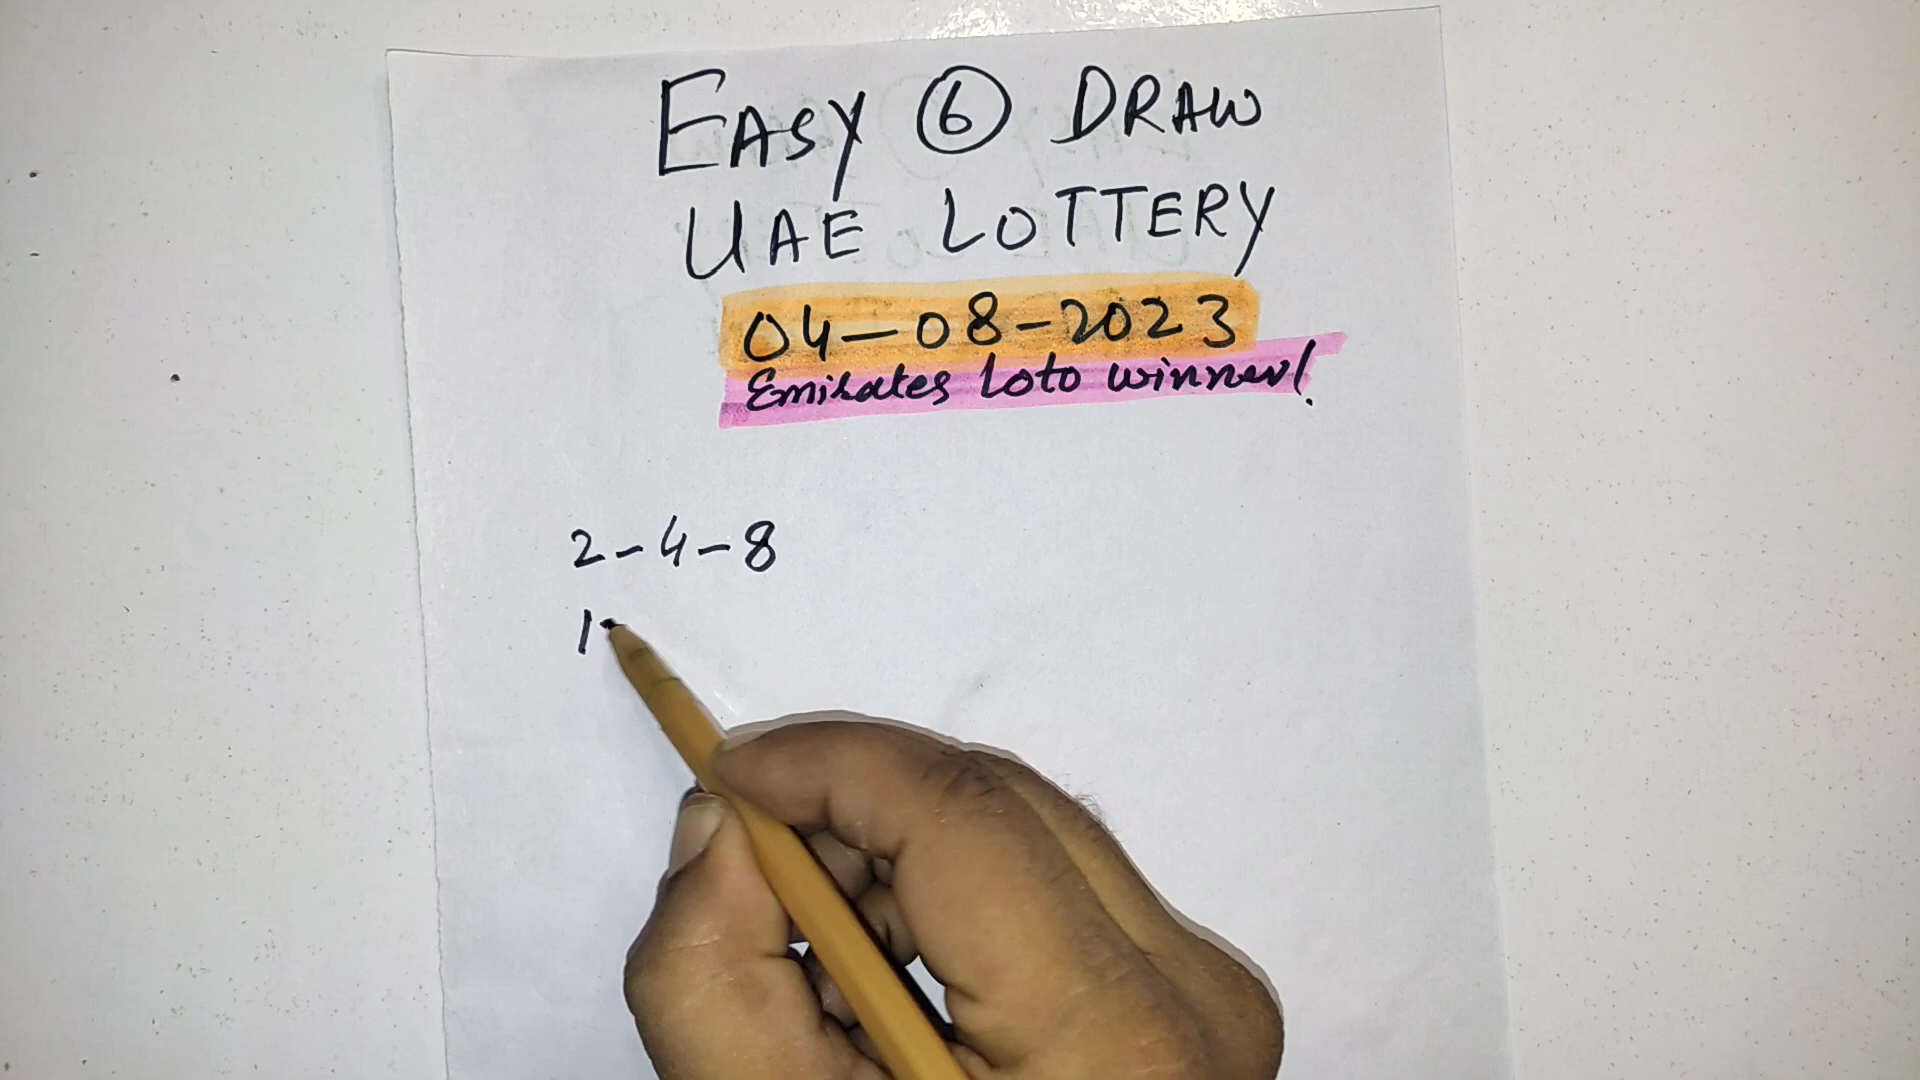 EASY 6 DRAW
UAE LOTTERY
04-08-2023
Emirates Loto winner!
2-4-8
1